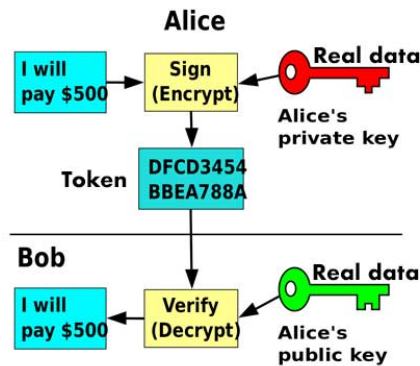 Alice
I will
pay $500
Sign
(Encrypt)
Real data
Alice's
private key
Token
DFCD3454
BBEA788A
Bob
I will
pay $500
Verify
(Decrypt)
Real data
Alice's
public key